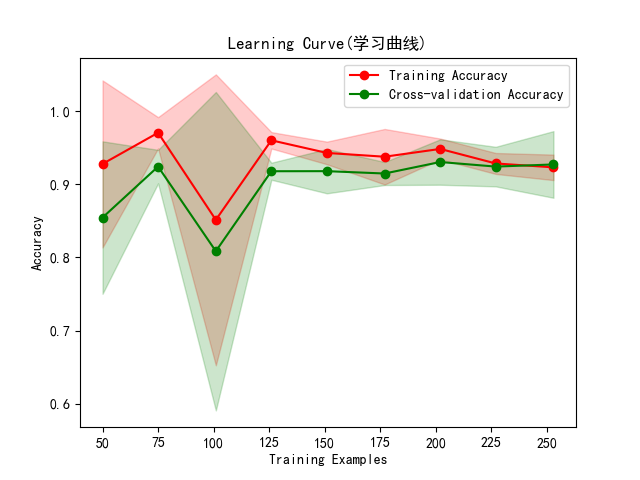 Learning Curve(学习曲线)
Training Accuracy
Cross-validation Accuracy
1.0
0.9
0.8
0.7
0.6
Accuracy
50 75 100 125 150 175 200 225 250
Training Examples